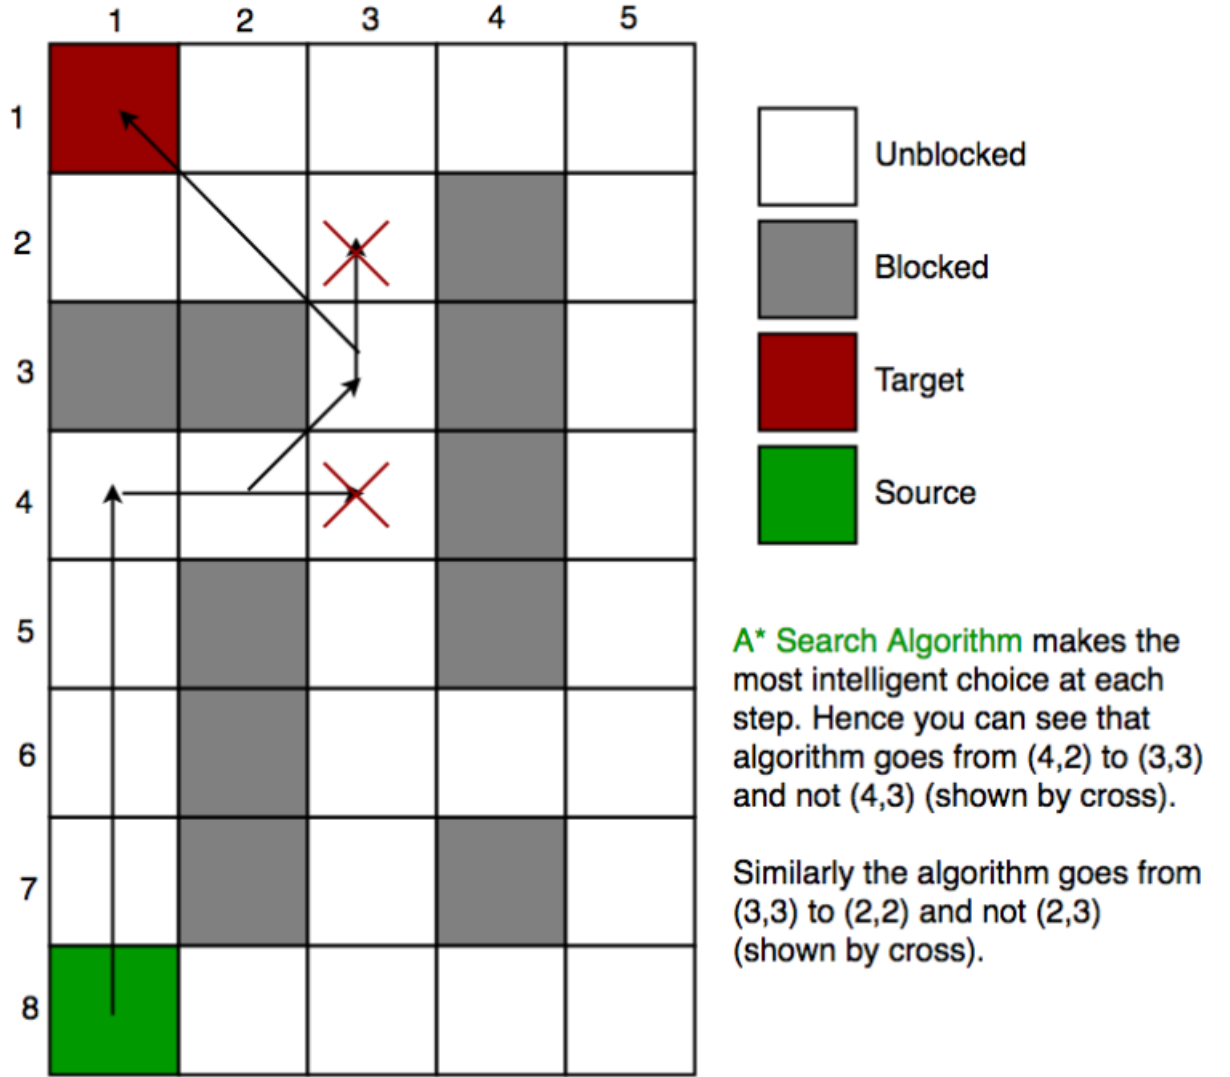 1 2 3 4 5
1
2
3
4
5
6
7
8
Unblocked
Blocked
Target
Source
A* Search Algorithm makes the
most intelligent choice at each
step. Hence you can see that
algorithm goes from (4,2) to (3,3)
and not (4,3) (shown by cross).
Similarly the algorithm goes from
(3,3) to (2,2) and not (2,3)
(shown by cross).